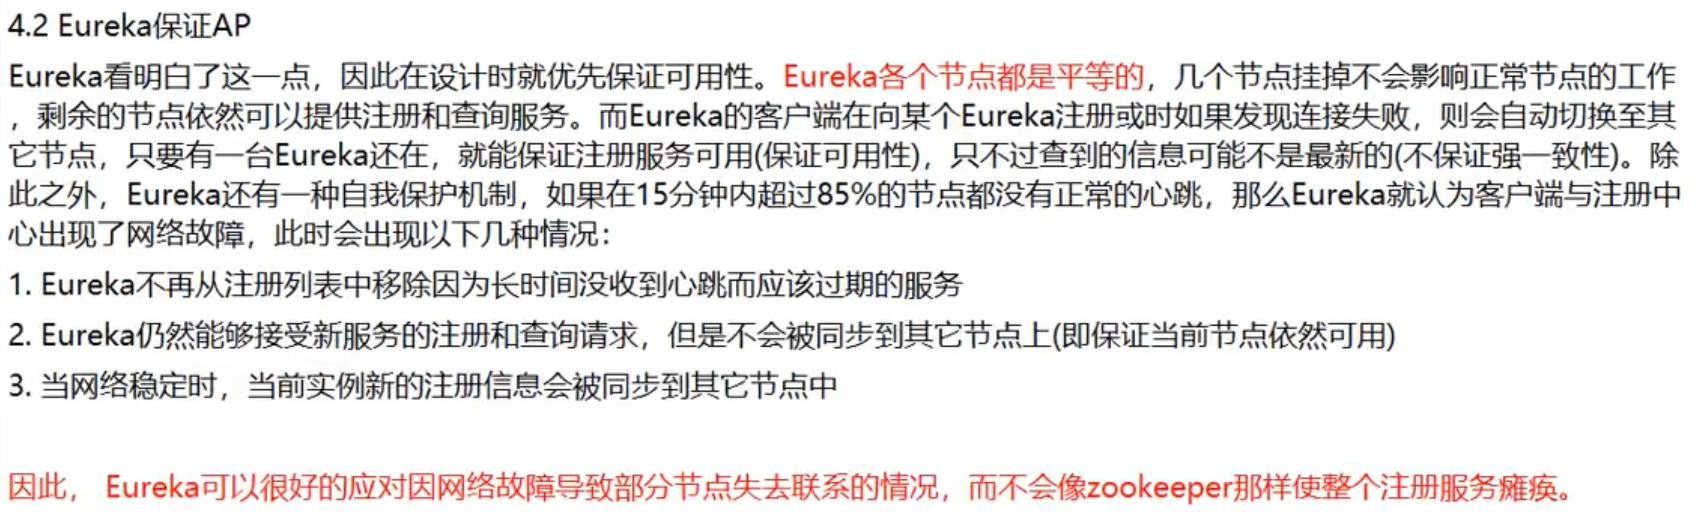 4.2 Eureka保证AP
Eureka看明白了这一点，因此在设计时就优先保证可用性。Eureka各个节点都是平等的，几个节点挂掉不会影响正常节点的工作
，剩余的节点依然可以提供注册和查询服务。而Eureka的客户端在向某个Eureka注册或时如果发现连接失败，则会自动切换至其
它节点，只要有一台Eureka还在，就能保证注册服务可用(保证可用性)，只不过查到的信息可能不是最新的(不保证强一致性)。除
此之外，Eureka还有一种自我保护机制，如果在15分钟内超过85%的节点都没有正常的心跳，那么Eureka就认为客户端与注册中
心出现了网络故障，此时会出现以下几种情况：
1. Eureka不再从注册列表中移除因为长时间没收到心跳而应该过期的服务
2. Eureka仍然能够接受新服务的注册和查询请求，但是不会被同步到其它节点上(即保证当前节点依然可用)
3. 当网络稳定时，当前实例新的注册信息会被同步到其它节点中
因此， Eureka可以很好的应对因网络故障导致部分节点失去联系的情况，而不会像zookeeper那样使整个注册服务瘫痪。